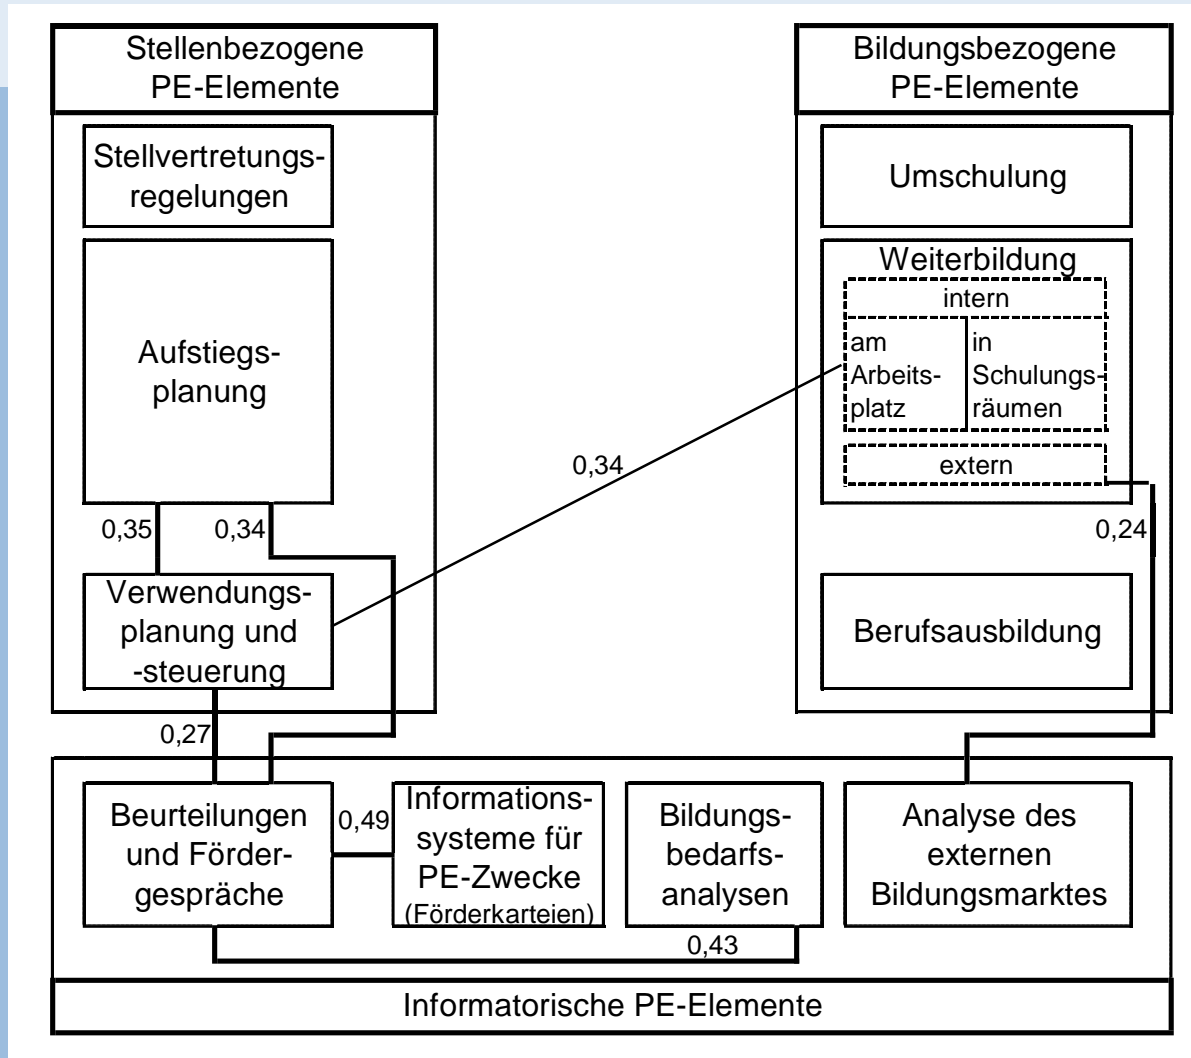 Stellenbezogene
PE-Elemente
Stellvertretungs-
regelungen
Aufstiegs-
planung
0,35
0,34
Verwendungs-
planung und
-steuerung
0,27
0,34
Bildungsbezogene
PE-Elemente
Umschulung
Weiterbildung
intern
am
Arbeits-
platz
in
Schulungs-
räumen
extern
0,24
Berufsausbildung
Beurteilungen
und Förder-
gespräche
0,49
Informations-
systeme für
PE-Zwecke
(Förderkarteien)
Bildungs-
bedarfs-
analysen
Analyse des
externen
Bildungsmarktes
0,43
Informatorische PE-Elemente